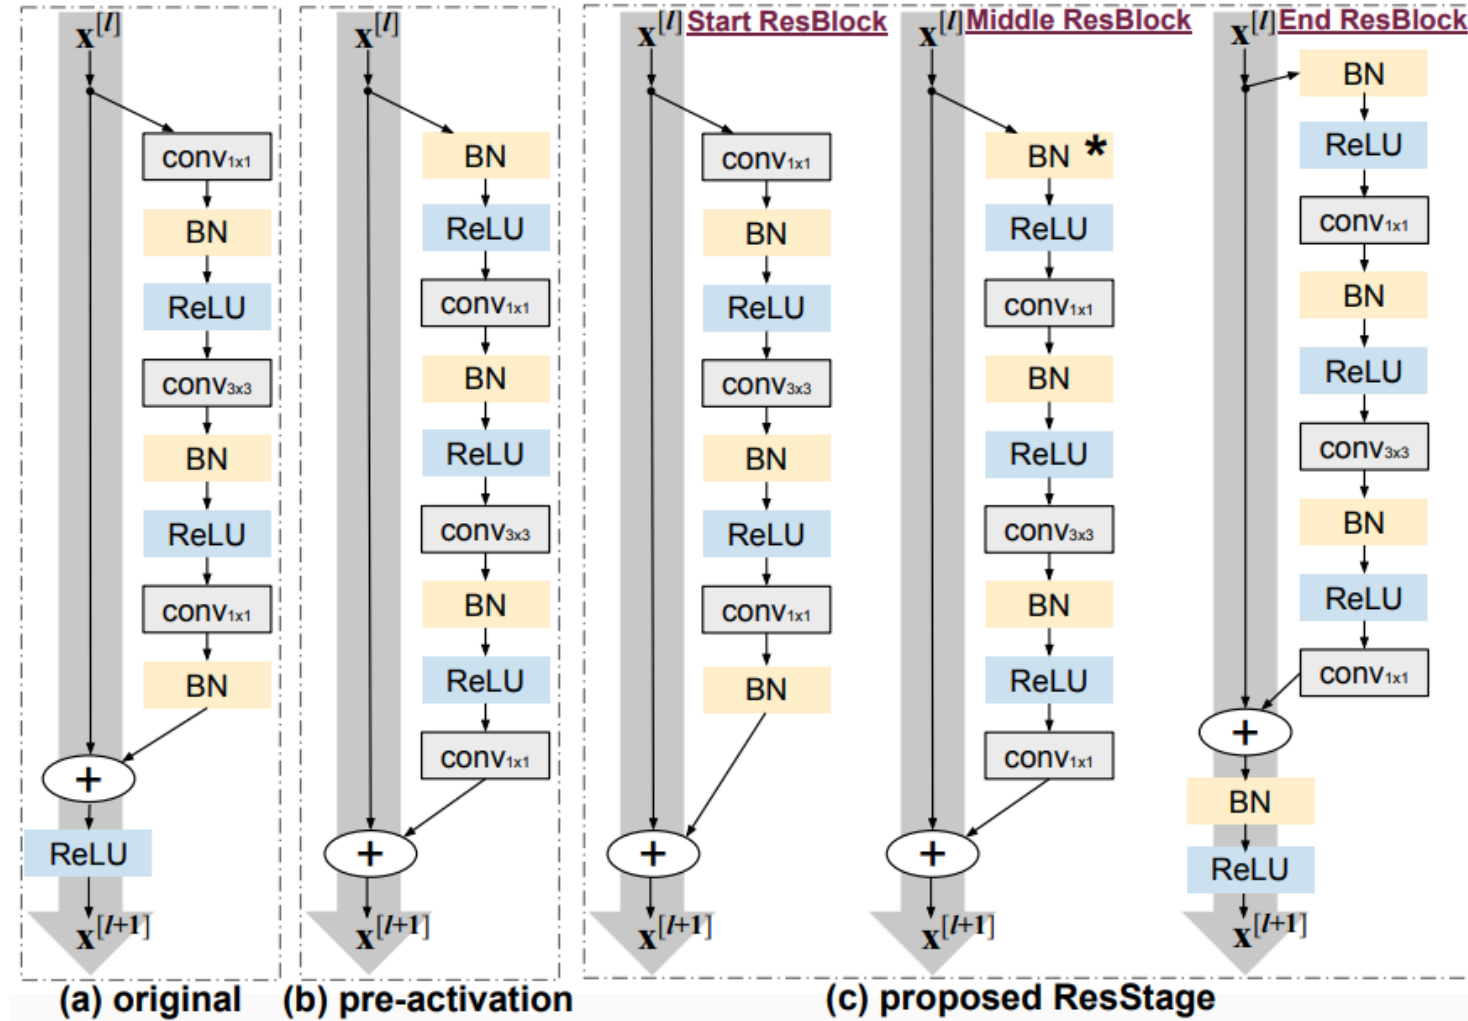 x[l]
conv1x1
BN
ReLU
conv3x3
BN
ReLU
conv1x1
BN
+
ReLU
x[l+1]
(a) original
x[l]
BN
ReLU
conv1x1
BN
ReLU
conv3x3
BN
ReLU
conv1x1
+
x[l+1]
(b) pre-activation
x[l] Start ResBlock
conv1x1
BN
ReLU
conv3x3
BN
ReLU
conv1x1
BN
+
x[l+1]
x[l] Middle ResBlock
BN *
ReLU
conv1x1
BN
ReLU
conv3x3
BN
ReLU
conv1x1
+
x[l+1]
x[l] End ResBlock
BN
ReLU
conv1x1
BN
ReLU
conv3x3
BN
ReLU
conv1x1
+
BN
ReLU
x[l+1]
(c) proposed ResStage